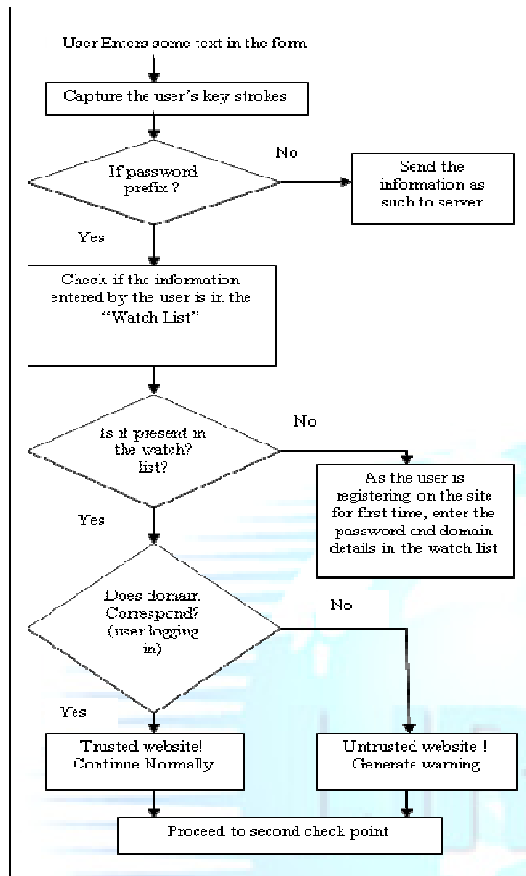 User Enters some text in the form
Capture the user's key strokes
If password
prefix?
No
Send the
information as
such to server
Yes
Check if the information
entered by the user is in the
"Watch List"
Is it present in
the watch?
list?
No
As the user is
registering on the site
for first time, enter the
password and domain
details in the watch list
Yes
Does domain
Correspond?
(user logging
in)
No
Yes
Trusted website!
Continue Normally
Untrusted website !
Generate warning
Proceed to second check point